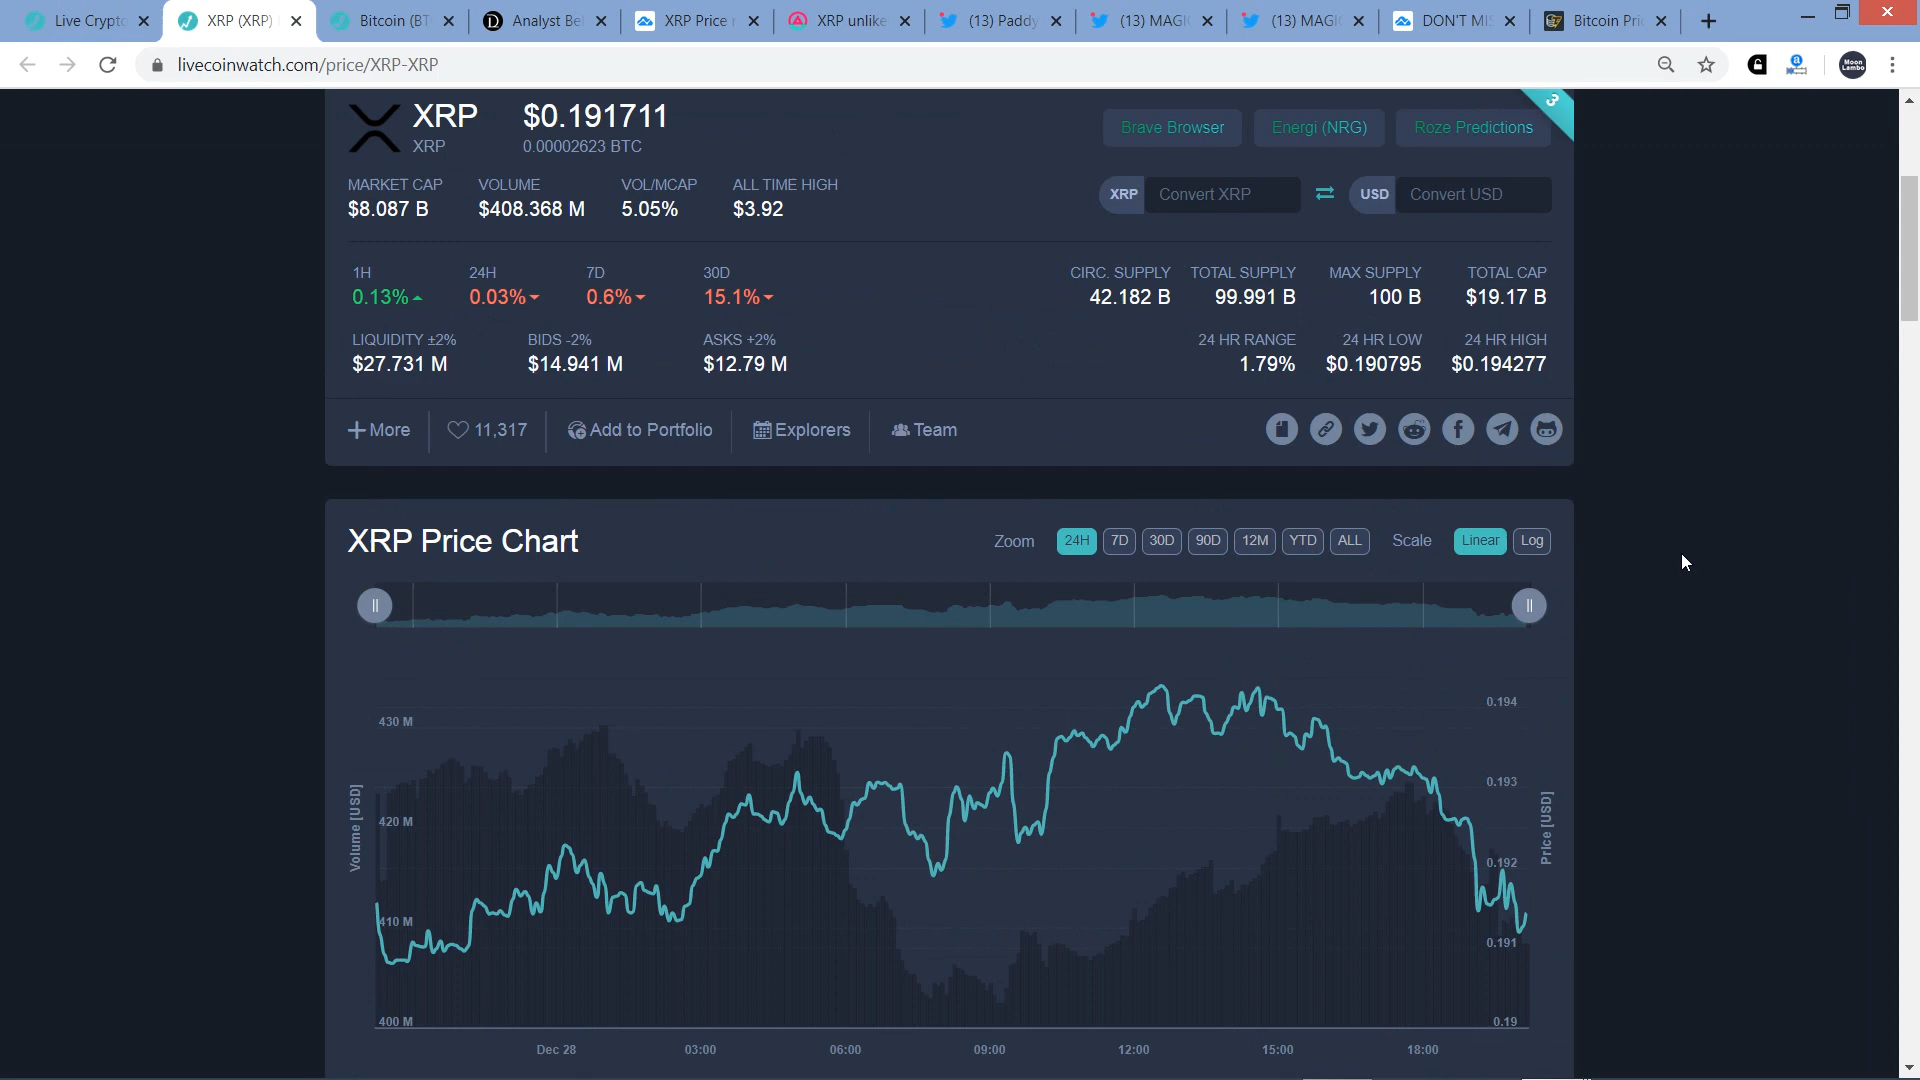 Live Crypto XRP (XRP) Bitcoin (BT Analyst Be XRP Price XRP unlike (13) Paddy (13) MAGI (13) MAGI DON'T MIS Bitcoin Pri
livecoinwatch.com/price/XRP-XRP
Moon Lambo
XRP $0.191711
XRP 0.00002623 BTC
Brave Browser Energi (NRG) Roze Predictions 3
MARKET CAP VOLUME VOL/MCAP ALL TIME HIGH
$8.087 B $408.368 M 5.05% $3.92
XRP Convert XRP USD Convert USD
1H 24H 7D 30D CIRC. SUPPLY TOTAL SUPPLY MAX SUPPLY TOTAL CAP
0.13% 0.03% 0.6% 15.1% 42.182 B 99.991 B 100 B $19.17 B
LIQUIDITY ±2% BIDS -2% ASKS +2% 24 HR RANGE 24 HR LOW 24 HR HIGH
$27.731 M $14.941 M $12.79 M 1.79% $0.190795 $0.194277
More 11,317 Add to Portfolio Explorers Team
XRP Price Chart Zoom 24H 7D 30D 90D 12M YTD ALL Scale Linear Log
430 M
420 M
410 M
400 M
Volume [USD]
0.194
0.193
0.192
0.191
0.19
Price [USD]
Dec 28 03:00 06:00 09:00 12:00 15:00 18:00